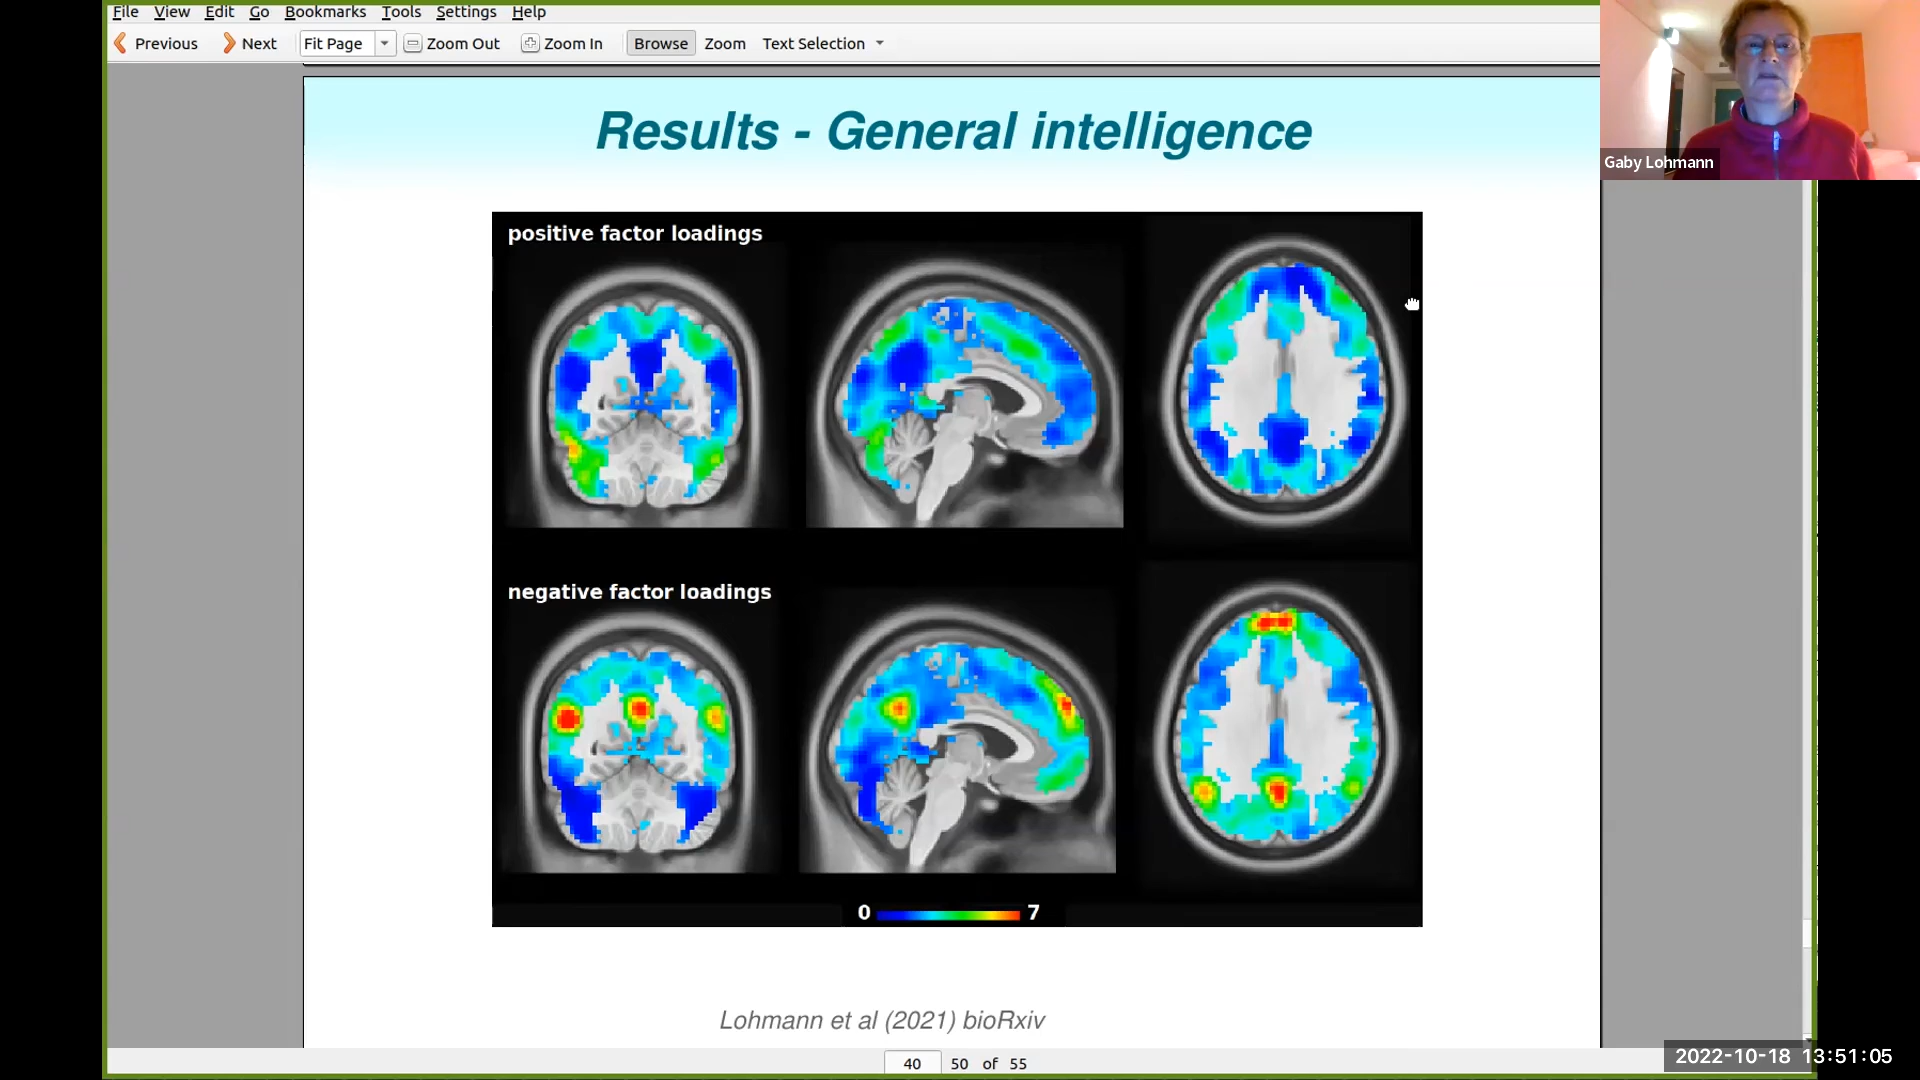 File View Edit Go Bookmarks Tools Settings Help
Previous Next Fit Page Zoom Out Zoom In Browse Zoom Text Selection
Gaby Lohmann
Results - General intelligence
positive factor loadings
negative factor loadings
0 7
Lohmann et al (2021) bioRxiv
40 50 of 55
2022-10-18 13:51:05